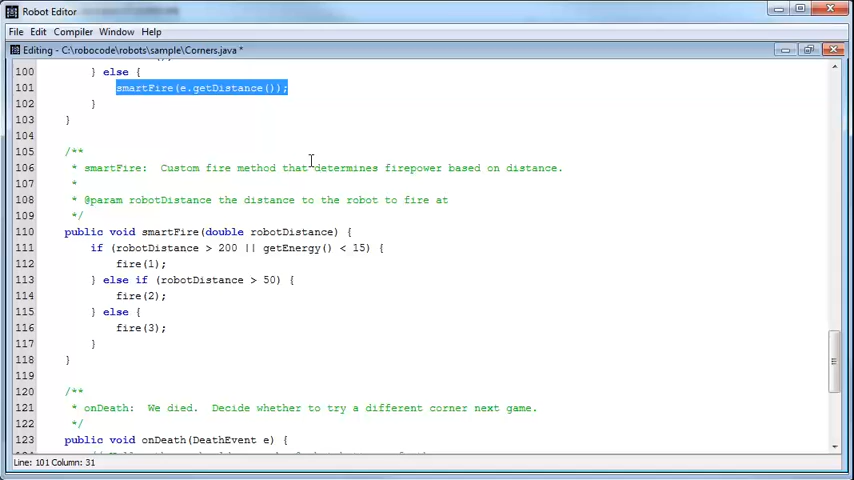 Robot Editor
File Edit Compiler Window Help
Editing - C:\robocode\robots\sample\Corners.java *
100 } else {
101 smartFire(e.getDistance());
102 }
103 }
104
105 /**
106 * smartFire:  Custom fire method that determines firepower based on distance.
107 *
108 * @param robotDistance the distance to the robot to fire at
109 */
110 public void smartFire(double robotDistance) {
111 if (robotDistance > 200 || getEnergy() < 15) {
112 fire(1);
113 } else if (robotDistance > 50) {
114 fire(2);
115 } else {
116 fire(3);
117 }
118 }
119
120 /**
121 * onDeath:  We died.  Decide whether to try a different corner next game.
122 */
123 public void onDeath(DeathEvent e) {
Line: 101 Column: 31